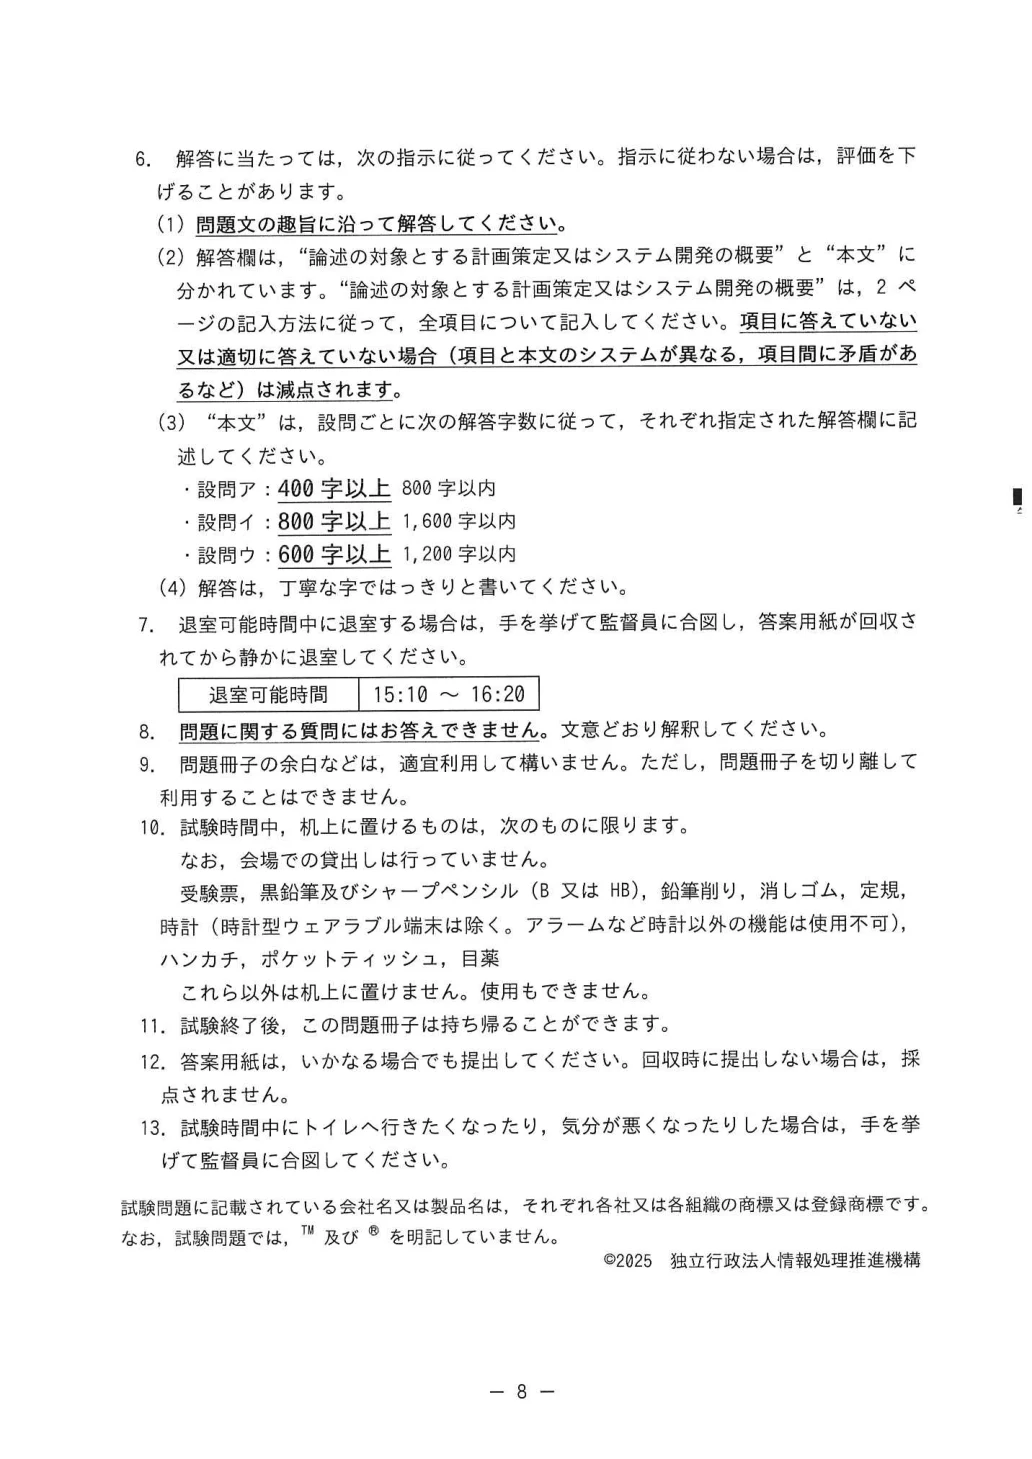 6． 解答に当たっては，次の指示に従ってください。指示に従わない場合は，評価を下
げることがあります。
（1）問題文の趣旨に沿って解答してください。
（2）解答欄は，“論述の対象とする計画策定又はシステム開発の概要” と “本文” に
分かれています。“論述の対象とする計画策定又はシステム開発の概要” は，2 ペ
ージの記入方法に従って，全項目について記入してください。項目に答えていない
又は適切に答えていない場合（項目と本文のシステムが異なる，項目間に矛盾があ
るなど）は減点されます。
（3） “本文” は，設問ごとに次の解答字数に従って，それぞれ指定された解答欄に記
述してください。
・設問ア：400 字以上 800 字以内
・設問イ：800 字以上 1,600 字以内
・設問ウ：600 字以上 1,200 字以内
（4）解答は，丁寧な字ではっきりと書いてください。
7． 退室可能時間中に退室する場合は，手を挙げて監督員に合図し，答案用紙が回収さ
れてから静かに退室してください。
退室可能時間 15:10 ～ 16:20
8． 問題に関する質問にはお答えできません。文意どおり解釈してください。
9． 問題冊子の余白などは，適宜利用して構いません。ただし，問題冊子を切り離して
利用することはできません。
10．試験時間中，机上に置けるものは，次のものに限ります。
なお，会場での貸出しは行っていません。
受験票，黒鉛筆及びシャープペンシル（B 又は HB），鉛筆削り，消しゴム，定規，
時計（時計型ウェアラブル端末は除く。アラームなど時計以外の機能は使用不可），
ハンカチ，ポケットティッシュ，目薬
これら以外は机上に置けません。使用もできません。
11．試験終了後，この問題冊子は持ち帰ることができます。
12．答案用紙は，いかなる場合でも提出してください。回収時に提出しない場合は，採
点されません。
13．試験時間中にトイレへ行きたくなったり，気分が悪くなったりした場合は，手を挙
げて監督員に合図してください。
試験問題に記載されている会社名又は製品名は，それぞれ各社又は各組織の商標又は登録商標です。
なお，試験問題では，™ 及び ® を明記していません。
©2025 独立行政法人情報処理推進機構
－ 8 －